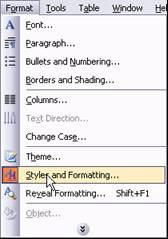 Format Tools Table Window Hel
Font...
Paragraph...
Bullets and Numbering...
Borders and Shading...
Columns...
Text Direction...
Change Case...
Theme...
Styles and Formatting...
Reveal Formatting... Shift+F1
Object...